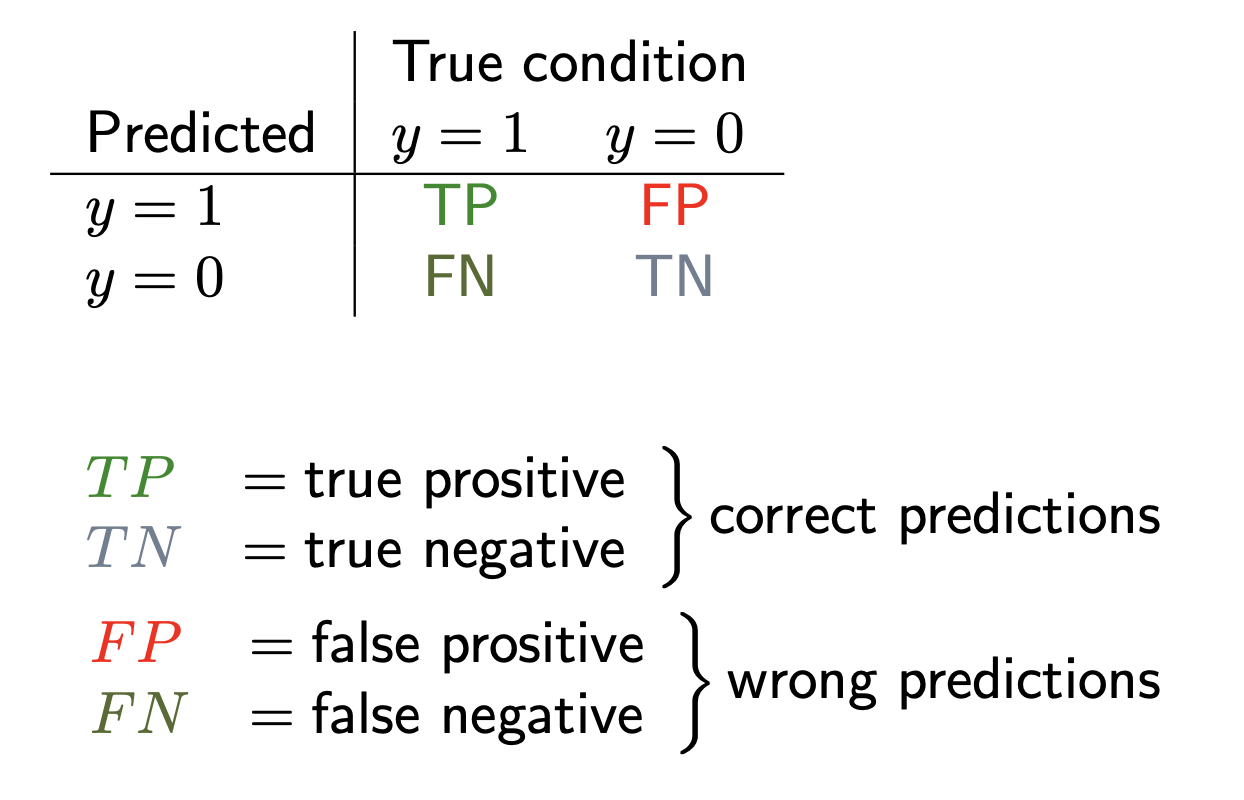 True condition
Predicted y = 1 y = 0
y = 1 TP FP
y = 0 FN TN
TP = true prositive
TN = true negative
correct predictions
FP = false prositive
FN = false negative
wrong predictions